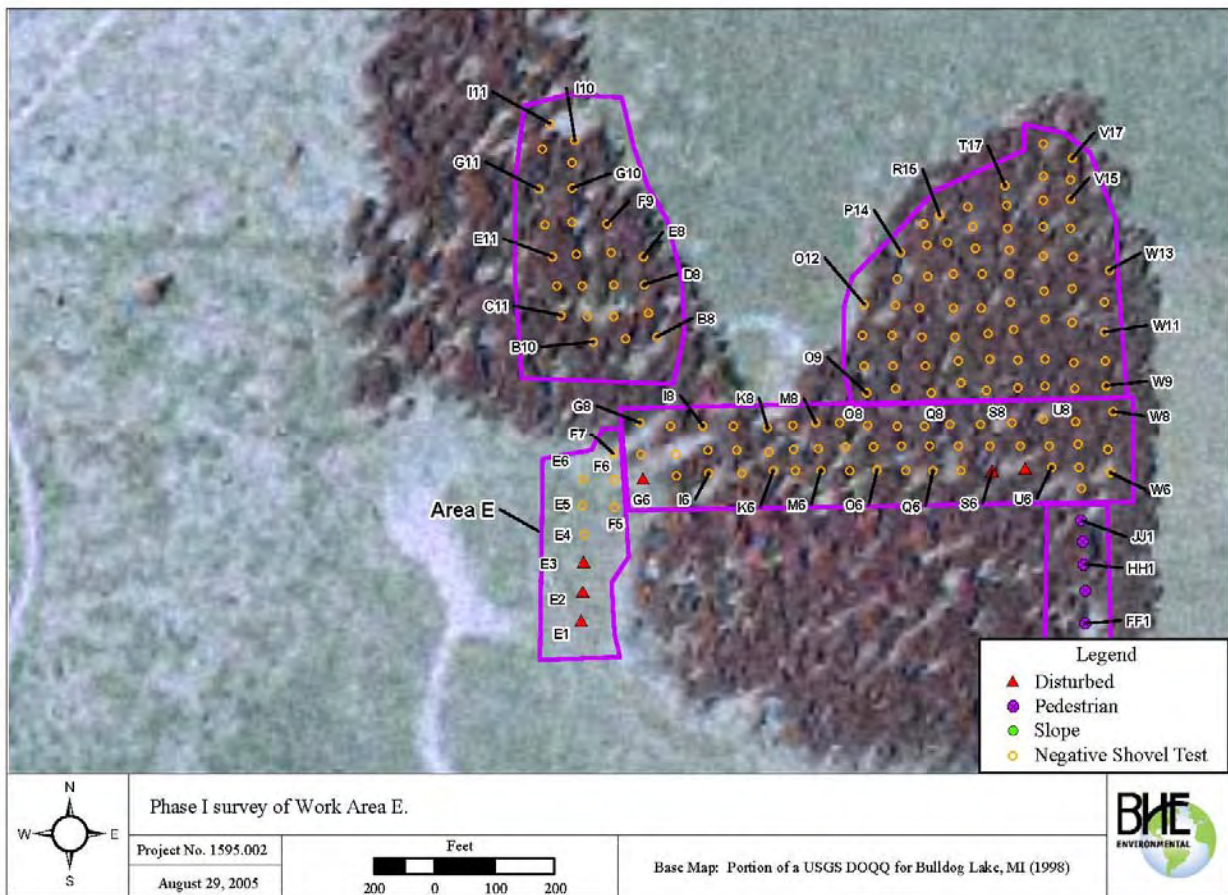 I11
I10
G11
G10
F9
E11
E8
D8
C11
B8
B10
T17
V17
R15
V15
P14
O12
W13
W11
O9
W9
G8
I8
K8
M8
O8
Q8
S8
U8
W8
F7
E6
F6
G6
I6
K6
M6
O6
Q6
S6
U6
W6
E5
F5
Area E
E4
E3
E2
E1
JJ1
HH1
FF1
Legend
Disturbed
Pedestrian
Slope
Negative Shovel Test
N
W
E
S
Phase I survey of Work Area E.
Project No. 1595.002
August 29, 2005
Feet
200 0 100 200
Base Map: Portion of a USGS DOQQ for Bulldog Lake, MI (1998)
BHE
ENVIRONMENTAL